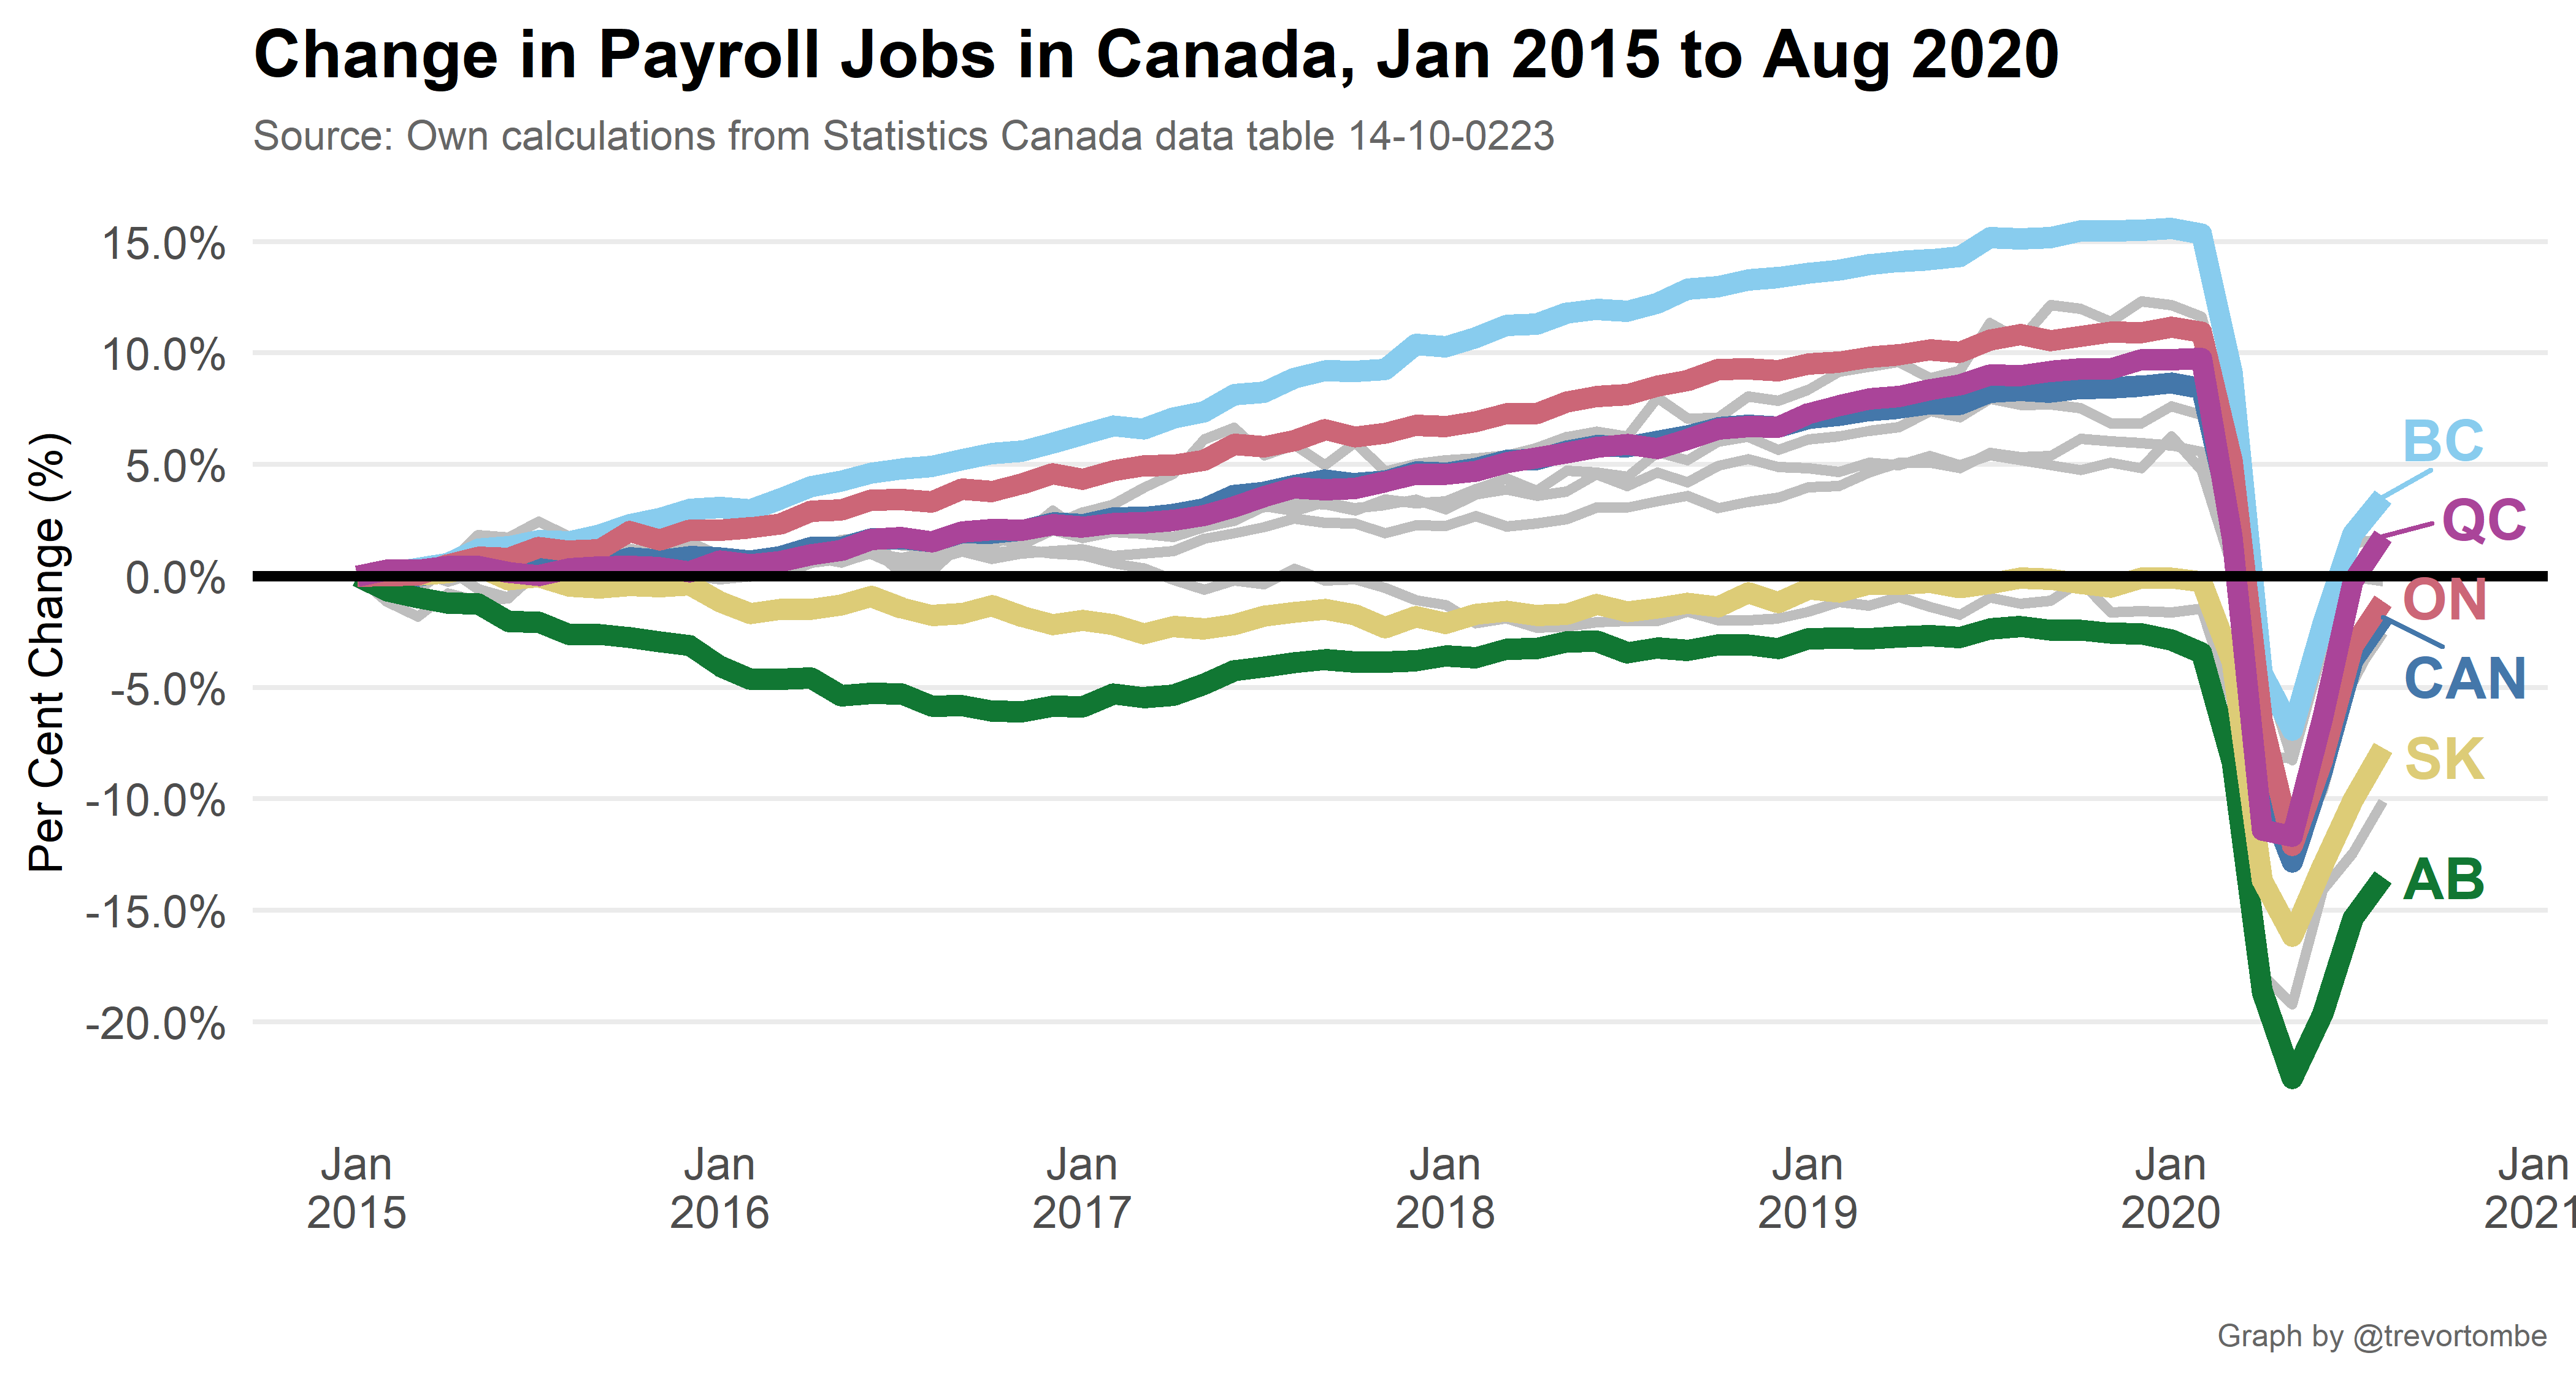 Change in Payroll Jobs in Canada, Jan 2015 to Aug 2020
Source: Own calculations from Statistics Canada data table 14-10-0223
Per Cent Change (%)
15.0%
10.0%
5.0%
0.0%
-5.0%
-10.0%
-15.0%
-20.0%
BC
QC
ON
CAN
SK
AB
Jan
2015
Jan
2016
Jan
2017
Jan
2018
Jan
2019
Jan
2020
Jan
2021
Graph by @trevortombe